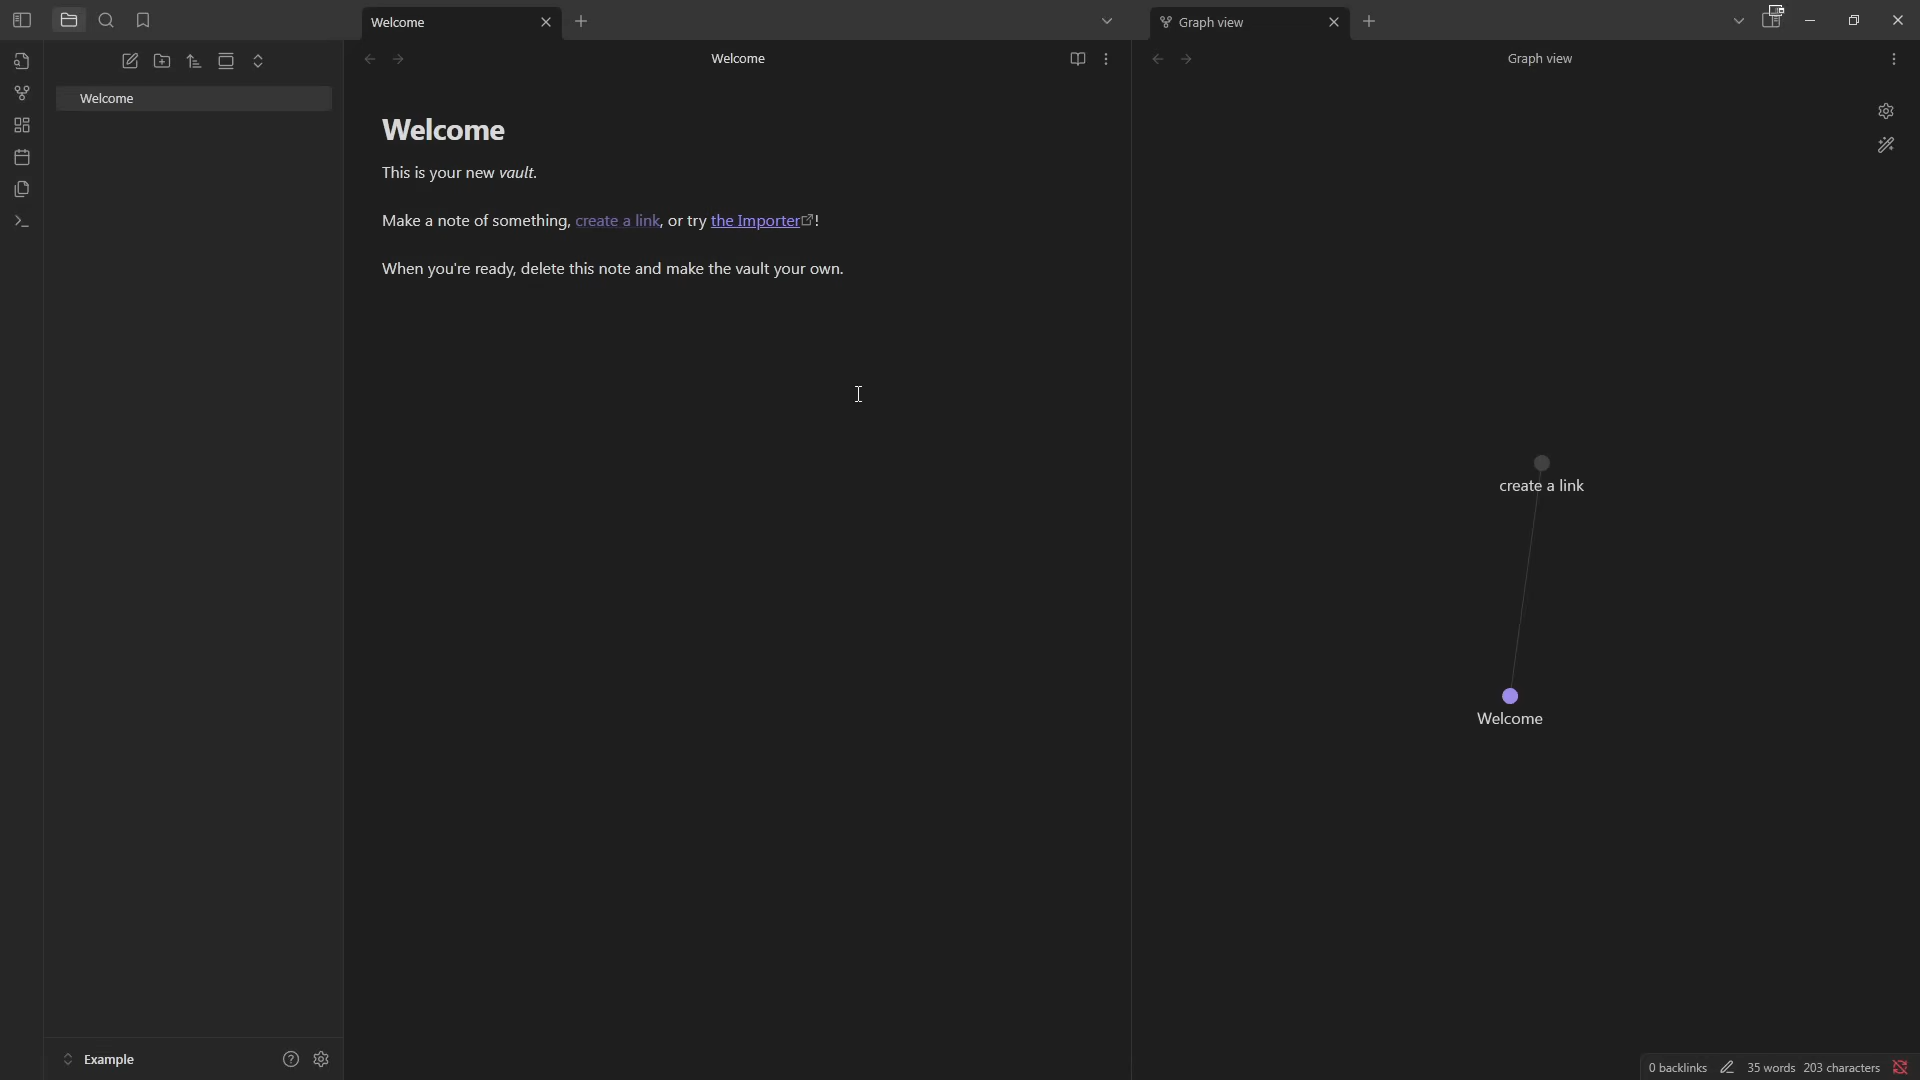 Welcome
Graph view
Welcome
Graph view
Welcome
Welcome
This is your new vault.
Make a note of something, create a link, or try the Importer!
When you're ready, delete this note and make the vault your own.
create a link
Welcome
Example
0 backlinks 35 words 203 characters